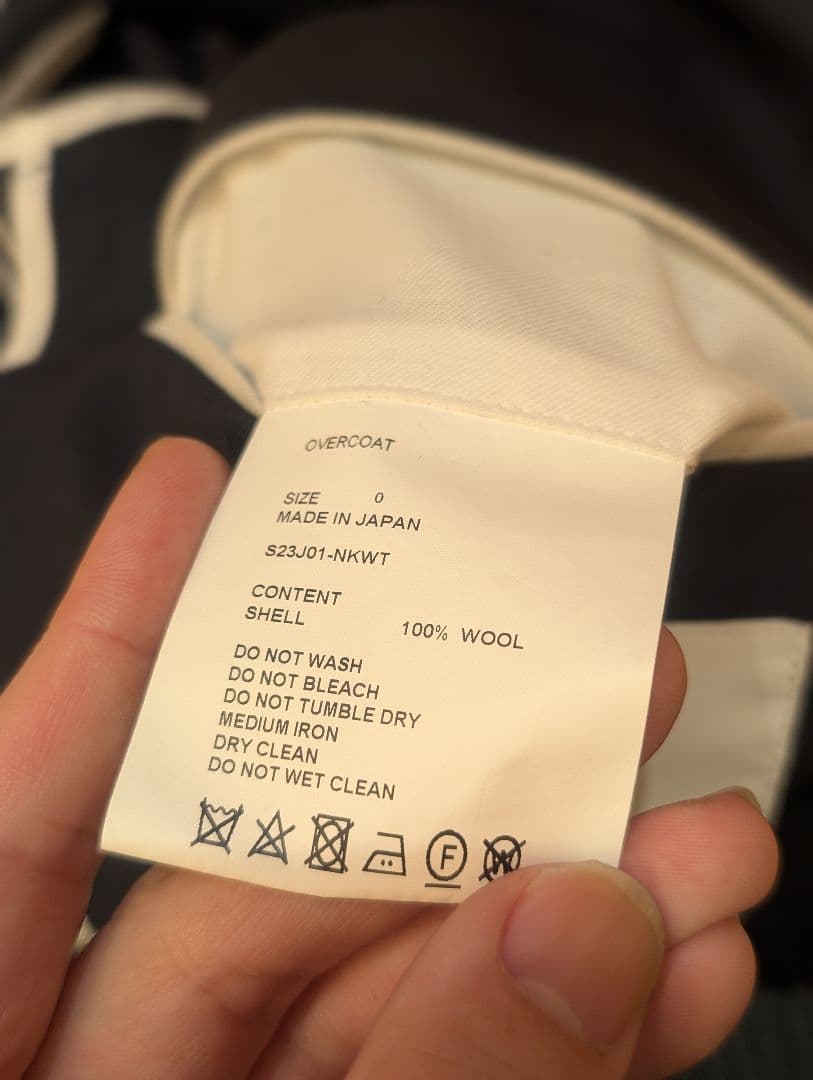 OVERCOAT
SIZE 0
MADE IN JAPAN
S23J01-NKWT
CONTENT
SHELL 100% WOOL
DO NOT WASH
DO NOT BLEACH
DO NOT TUMBLE DRY
MEDIUM IRON
DRY CLEAN
DO NOT WET CLEAN
F W